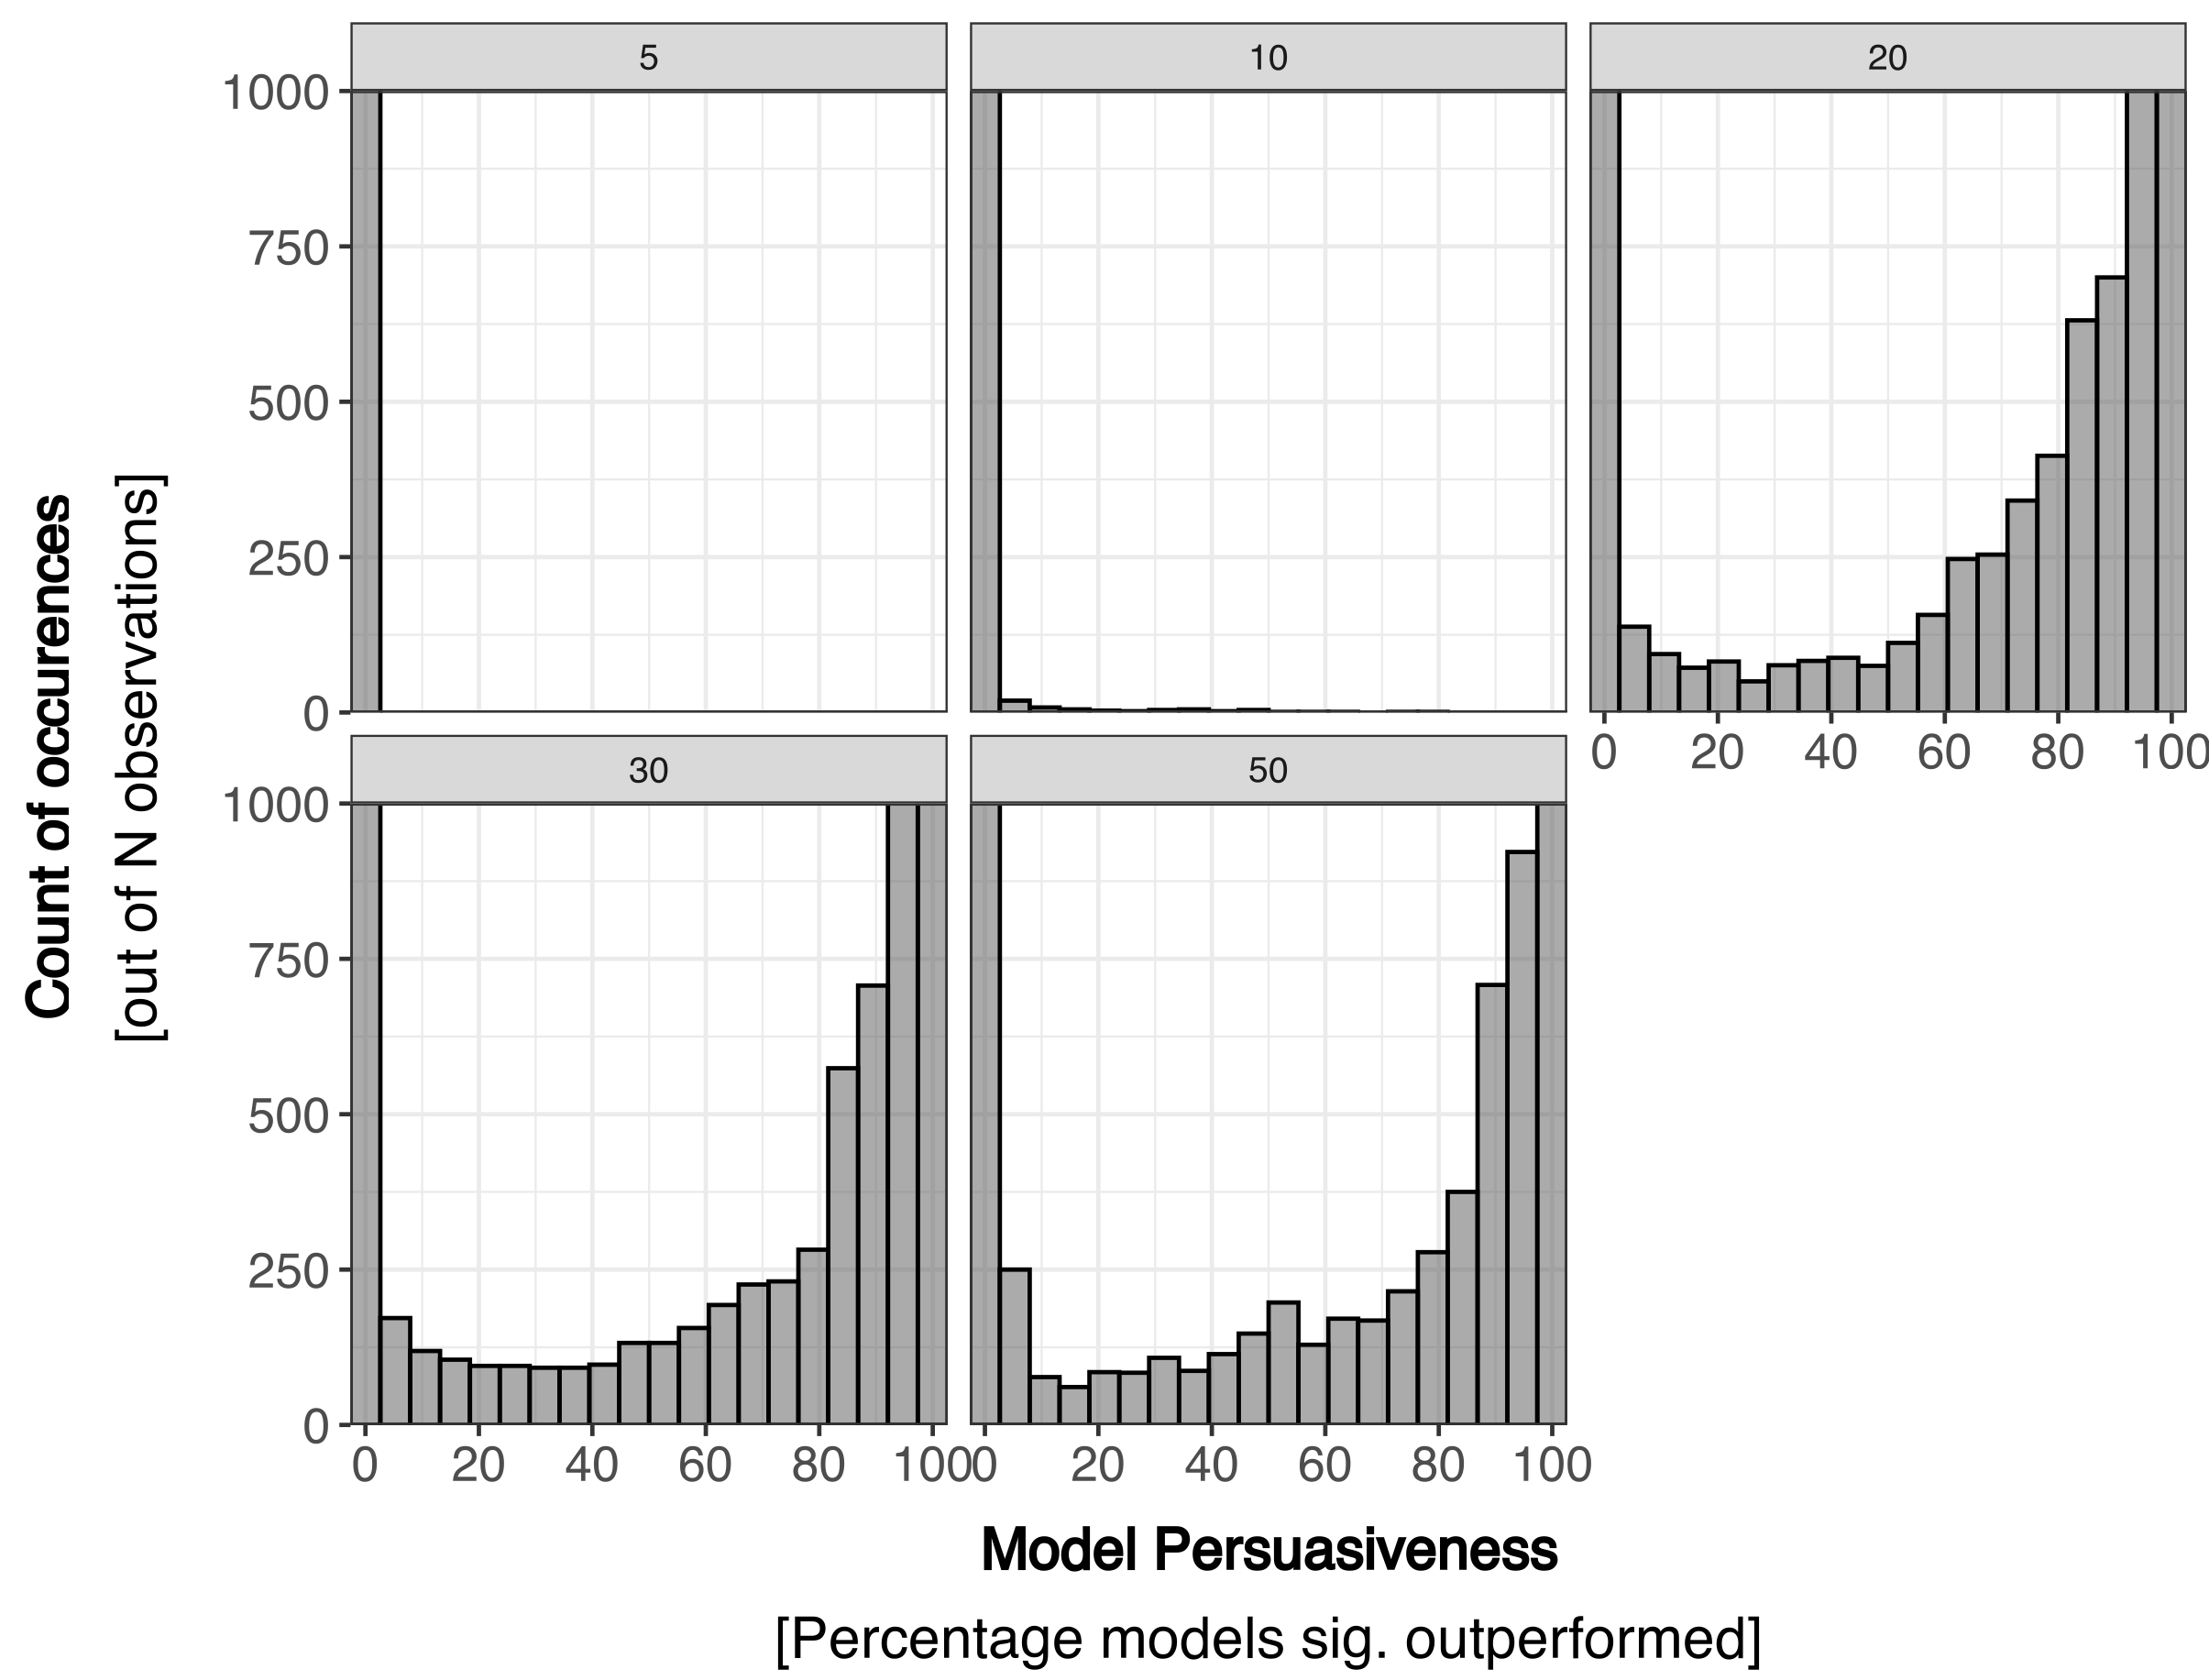 5
10
20
1000
750
500
250
0
0 20 40 60 80 100
30
50
1000
750
500
250
0
0 20 40 60 80 100
0 20 40 60 80 100
Count of occurences
[out of N observations]
Model Persuasiveness
[Percentage models sig. outperformed]